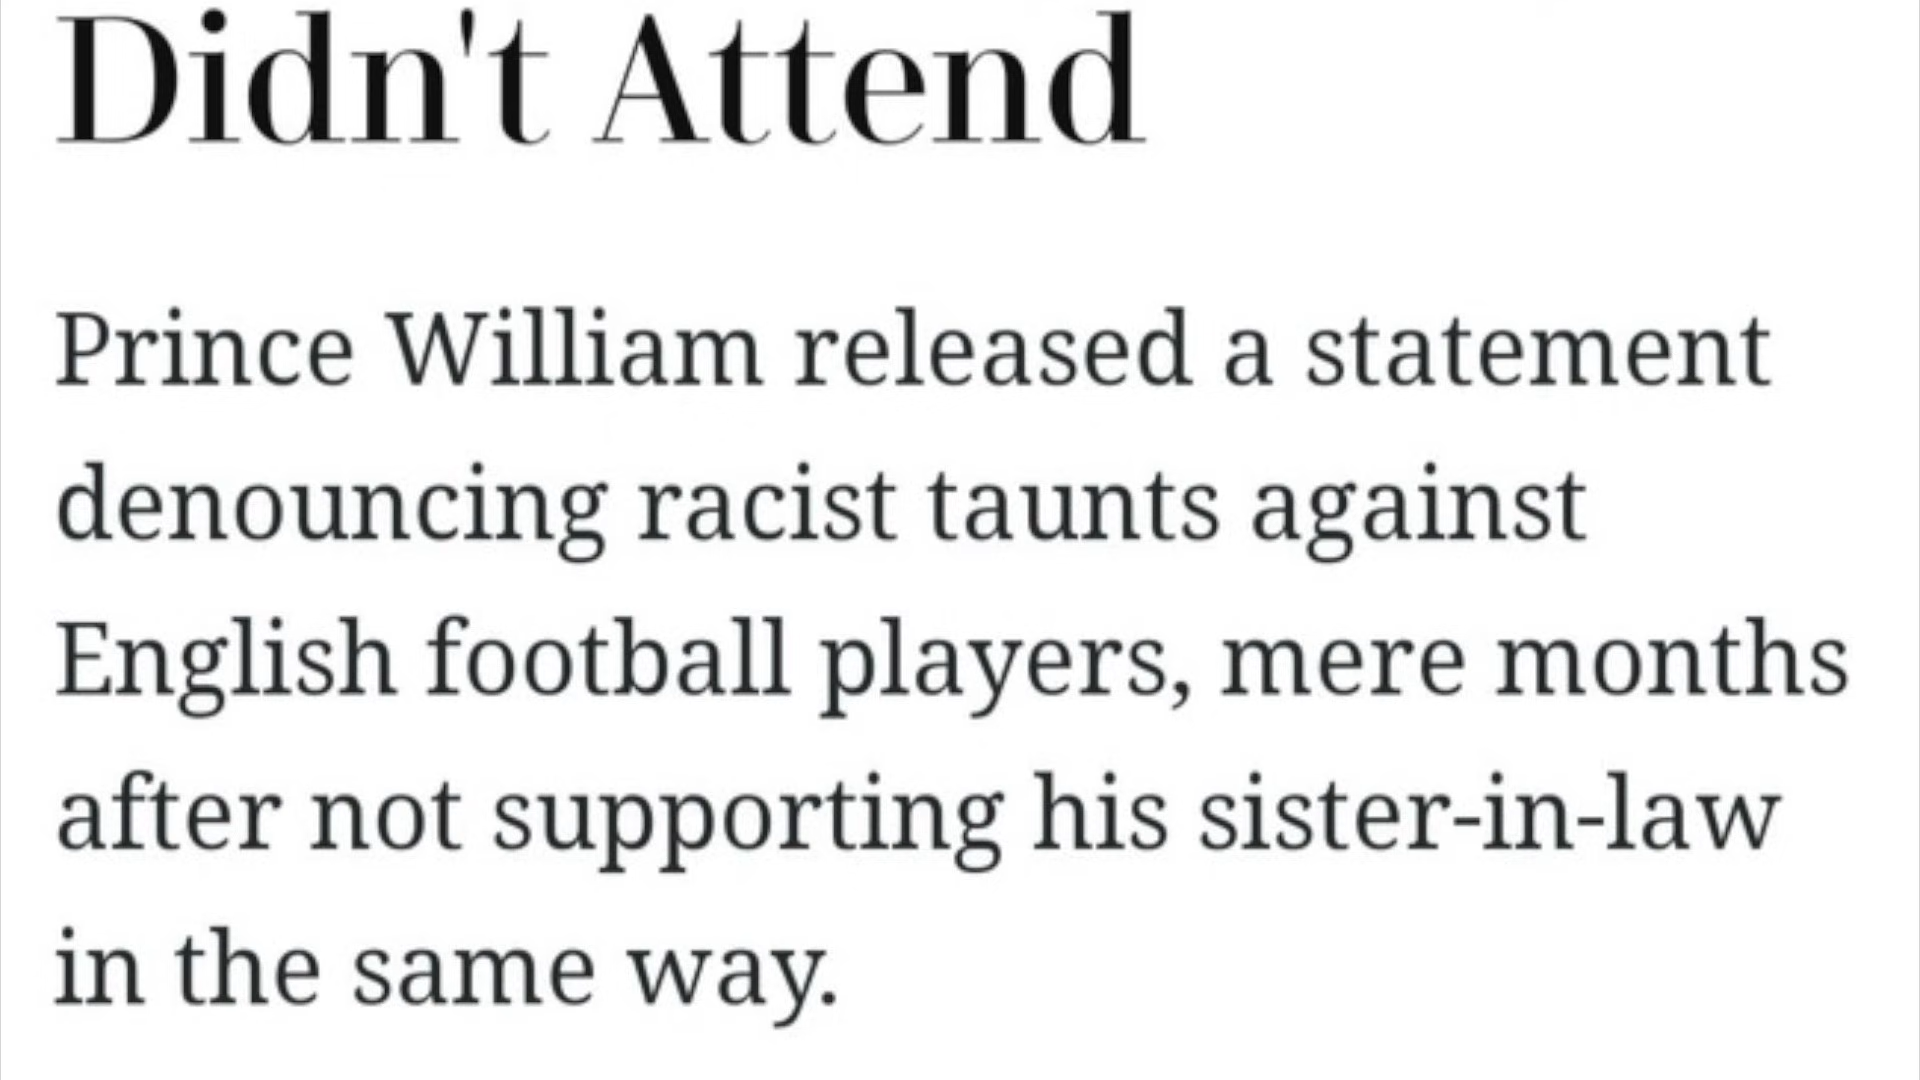 Didn't Attend
Prince William released a statement
denouncing racist taunts against
English football players, mere months
after not supporting his sister-in-law
in the same way.